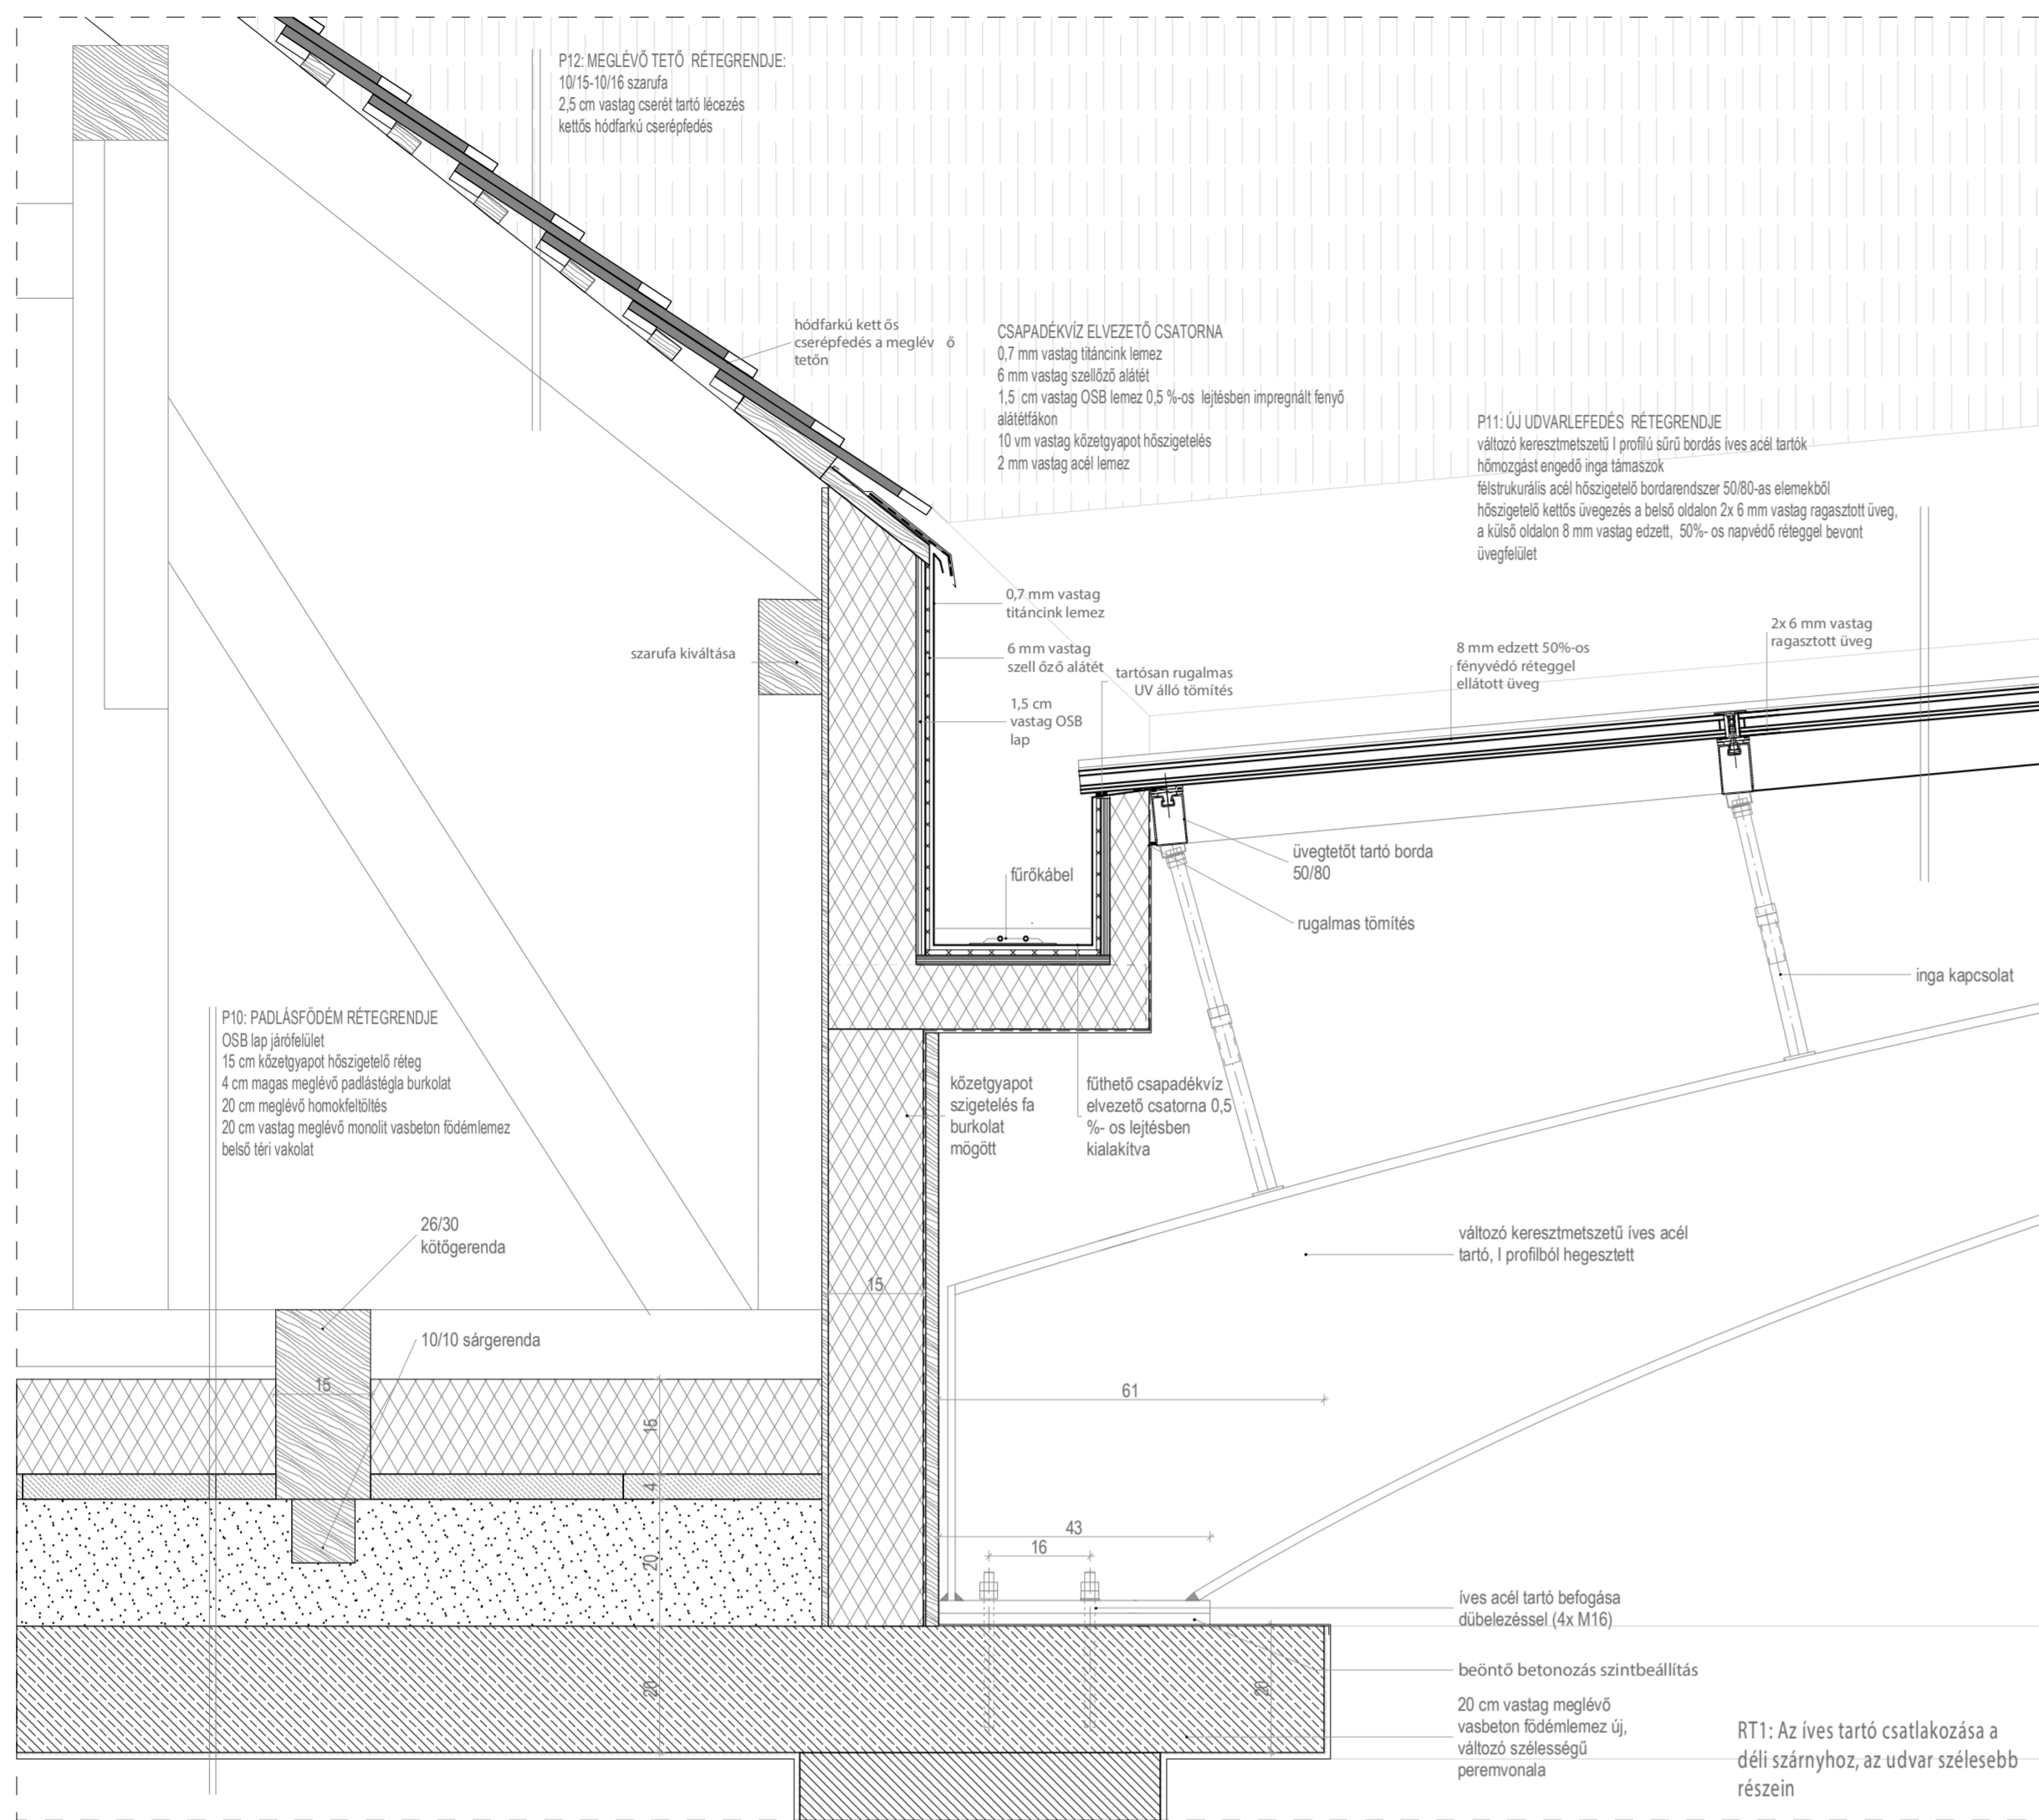 P12: MEGLÉVŐ TETŐ RÉTEGRENDJE:
10/15-10/16 szarufa
2,5 cm vastag cserét tartó lécezés
kettős hódfarkú cserépfedés
hódfarkú kett ős
cserépfedés a meglév ő
tetőn
CSAPADÉKVÍZ ELVEZETŐ CSATORNA
0,7 mm vastag titáncink lemez
6 mm vastag szellőző alátét
1,5 cm vastag OSB lemez 0,5 %-os lejtésben impregnált fenyő
alátétfákon
10 vm vastag kőzetgyapot hőszigetelés
2 mm vastag acél lemez
P11: ÚJ UDVARLEFEDÉS RÉTEGRENDJE
változó keresztmetszetű I profilú sűrű bordás íves acél tartók
hőmozgást engedő inga támaszok
félstrukurális acél hőszigetelő bordarendszer 50/80-as elemekből
hőszigetelő kettős üvegezés a belső oldalon 2x 6 mm vastag ragasztott üveg,
a külső oldalon 8 mm vastag edzett, 50%- os napvédő réteggel bevont
üvegfelület
0,7 mm vastag
titáncink lemez
szarufa kiváltása
6 mm vastag
szell őző alátét
tartósan rugalmas
UV álló tömítés
1,5 cm
vastag OSB
lap
8 mm edzett 50%-os
fényvédó réteggel
ellátott üveg
2x 6 mm vastag
ragasztott üveg
üvegtetőt tartó borda
50/80
fűrőkábel
rugalmas tömítés
inga kapcsolat
P10: PADLÁSFÖDÉM RÉTEGRENDJE
OSB lap járófelület
15 cm kőzetgyapot hőszigetelő réteg
4 cm magas meglévő padlástégla burkolat
20 cm meglévő homokfeltöltés
20 cm vastag meglévő monolit vasbeton födémlemez
belső téri vakolat
kőzetgyapot
szigetelés fa
burkolat
mögött
fűthető csapadékvíz
elvezető csatorna 0,5
%- os lejtésben
kialakítva
26/30
kötőgerenda
változó keresztmetszetű íves acél
tartó, I profilból hegesztett
15
10/10 sárgerenda
15
61
15
4
43
16
20
íves acél tartó befogása
dübelezéssel (4x M16)
beöntő betonozás szintbeállítás
20
20
20 cm vastag meglévő
vasbeton födémlemez új,
változó szélességű
peremvonala
RT1: Az íves tartó csatlakozása a
déli szárnyhoz, az udvar szélesebb
részein